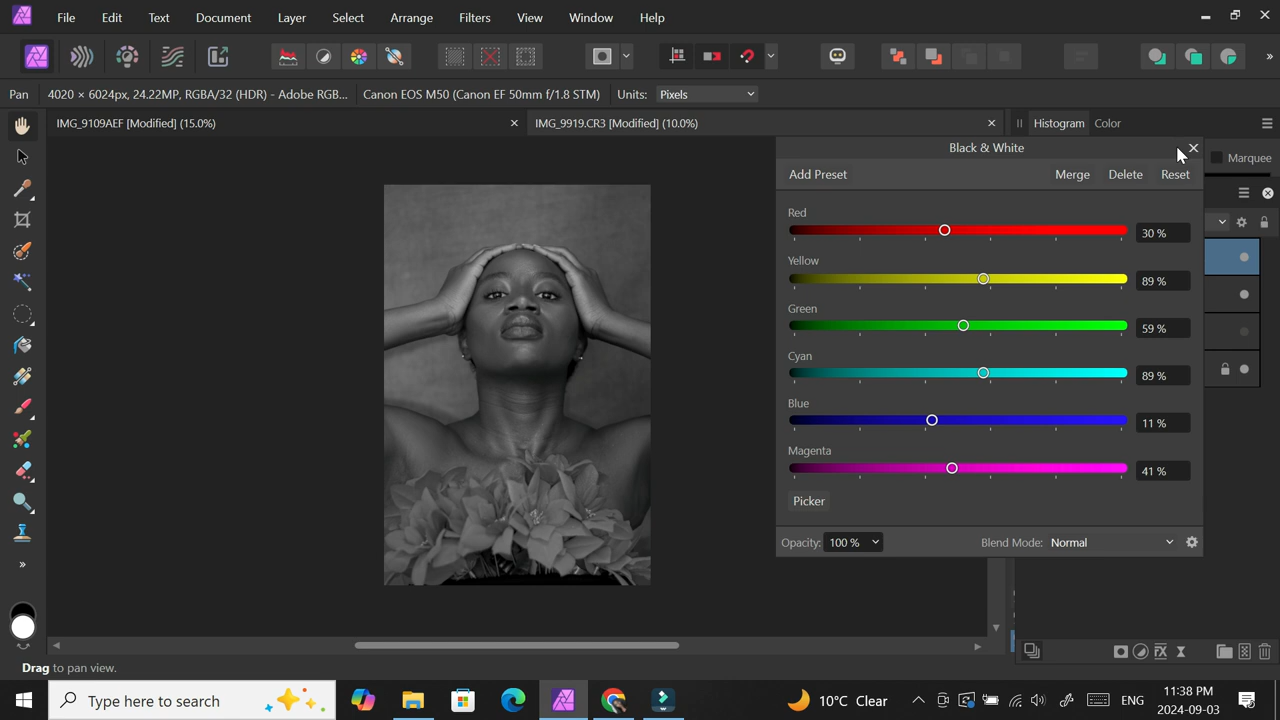 File Edit Text Document Layer Select Arrange Filters View Window Help
Pan 4020 × 6024px, 24.22MP, RGBA/32 (HDR) - Adobe RGB... Canon EOS M50 (Canon EF 50mm f/1.8 STM) Units: Pixels
IMG_9109AEF [Modified] (15.0%) IMG_9919.CR3 [Modified] (10.0%) Histogram Color
Black & White
Marquee
Add Preset Merge Delete Reset
Red
30 %
Yellow
89 %
Green
59 %
Cyan
89 %
Blue
11 %
Magenta
41 %
Picker
Opacity: 100 % Blend Mode: Normal
Drag to pan view.
Type here to search 10°C Clear ENG :38 PM
2024-09-03